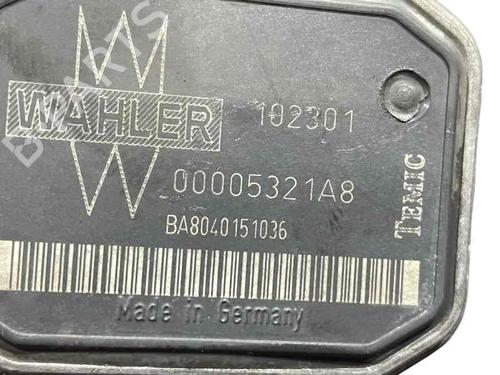 WAHLER
102301
00005321A8
BA8040151036
TEMIC
Made in Germany